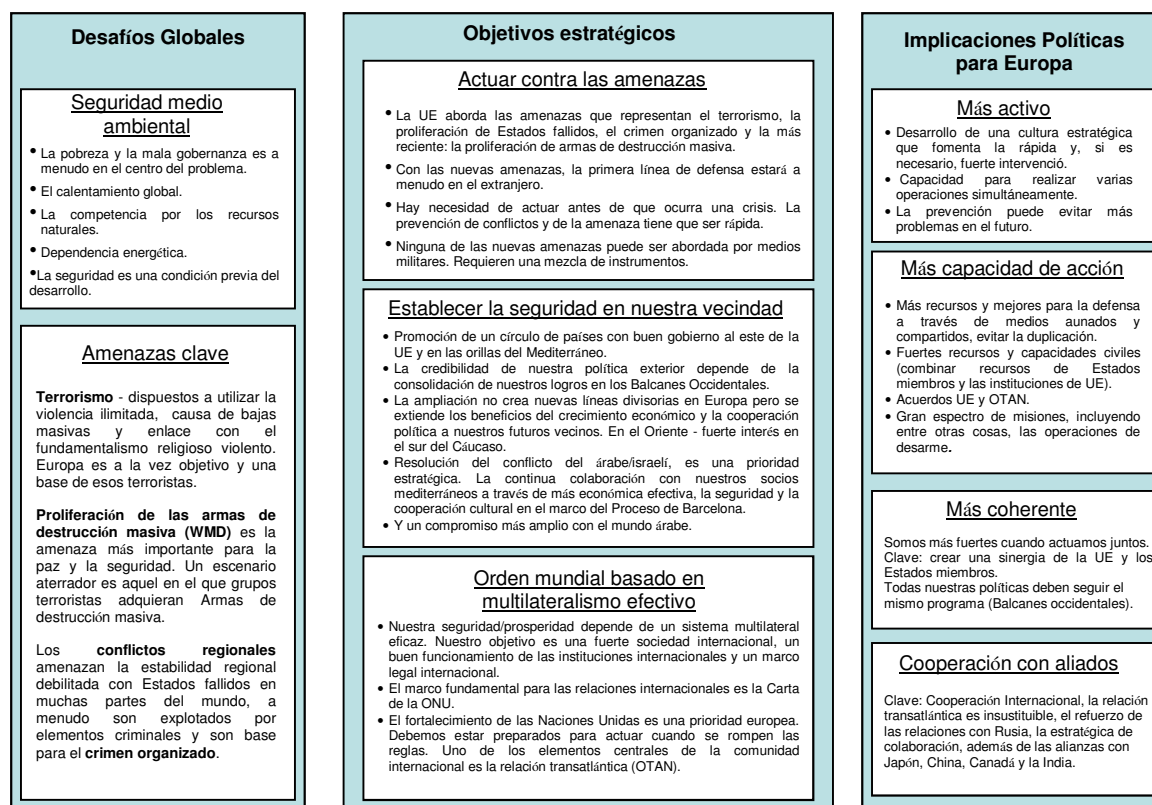 Desafíos Globales
Seguridad medio
ambiental
• La pobreza y la mala gobernanza es a
menudo en el centro del problema.
• El calentamiento global.
• La competencia por los recursos
naturales.
• Dependencia energética.
•La seguridad es una condición previa del
desarrollo.
Amenazas clave
Terrorismo - dispuestos a utilizar la
violencia ilimitada, causa de bajas
masivas y enlace con el
fundamentalismo religioso violento.
Europa es a la vez objetivo y una
base de esos terroristas.
Proliferación de las armas de
destrucción masiva (WMD) es la
amenaza más importante para la
paz y la seguridad. Un escenario
aterrador es aquel en el que grupos
terroristas adquieran Armas de
destrucción masiva.
Los conflictos regionales
amenazan la estabilidad regional
debilitada con Estados fallidos en
muchas partes del mundo, a
menudo son explotados por
elementos criminales y son base
para el crimen organizado.
Objetivos estratégicos
Actuar contra las amenazas
• La UE aborda las amenazas que representan el terrorismo, la
proliferación de Estados fallidos, el crimen organizado y la más
reciente: la proliferación de armas de destrucción masiva.
• Con las nuevas amenazas, la primera línea de defensa estará a
menudo en el extranjero.
• Hay necesidad de actuar antes de que ocurra una crisis. La
prevención de conflictos y de la amenaza tiene que ser rápida.
• Ninguna de las nuevas amenazas puede ser abordada por medios
militares. Requieren una mezcla de instrumentos.
Establecer la seguridad en nuestra vecindad
• Promoción de un círculo de países con buen gobierno al este de la
UE y en las orillas del Mediterráneo.
• La credibilidad de nuestra política exterior depende de la
consolidación de nuestros logros en los Balcanes Occidentales.
• La ampliación no crea nuevas líneas divisorias en Europa pero se
extiende los beneficios del crecimiento económico y la cooperación
política a nuestros futuros vecinos. En el Oriente - fuerte interés en
el sur del Cáucaso.
• Resolución del conflicto del árabe/israelí, es una prioridad
estratégica. La continua colaboración con nuestros socios
mediterráneos a través de más económica efectiva, la seguridad y la
cooperación cultural en el marco del Proceso de Barcelona.
• Y un compromiso más amplio con el mundo árabe.
Orden mundial basado en
multilateralismo efectivo
• Nuestra seguridad/prosperidad depende de un sistema multilateral
eficaz. Nuestro objetivo es una fuerte sociedad internacional, un
buen funcionamiento de las instituciones internacionales y un marco
legal internacional.
• El marco fundamental para las relaciones internacionales es la Carta
de la ONU.
• El fortalecimiento de las Naciones Unidas es una prioridad europea.
Debemos estar preparados para actuar cuando se rompen las
reglas. Uno de los elementos centrales de la comunidad
internacional es la relación transatlántica (OTAN).
Implicaciones Políticas
para Europa
Más activo
• Desarrollo de una cultura estratégica
que fomenta la rápida y, si es
necesario, fuerte intervenció.
• Capacidad para realizar varias
operaciones simultáneamente.
• La prevención puede evitar más
problemas en el futuro.
Más capacidad de acción
• Más recursos y mejores para la defensa
a través de medios aunados y
compartidos, evitar la duplicación.
• Fuertes recursos y capacidades civiles
(combinar recursos de Estados
miembros y las instituciones de UE).
• Acuerdos UE y OTAN.
• Gran espectro de misiones, incluyendo
entre otras cosas, las operaciones de
desarme.
Más coherente
Somos más fuertes cuando actuamos juntos.
Clave: crear una sinergia de la UE y los
Estados miembros.
Todas nuestras políticas deben seguir el
mismo programa (Balcanes occidentales).
Cooperación con aliados
Clave: Cooperación Internacional, la relación
transatlántica es insustituible, el refuerzo de
las relaciones con Rusia, la estratégica de
colaboración, además de las alianzas con
Japón, China, Canadá y la India.